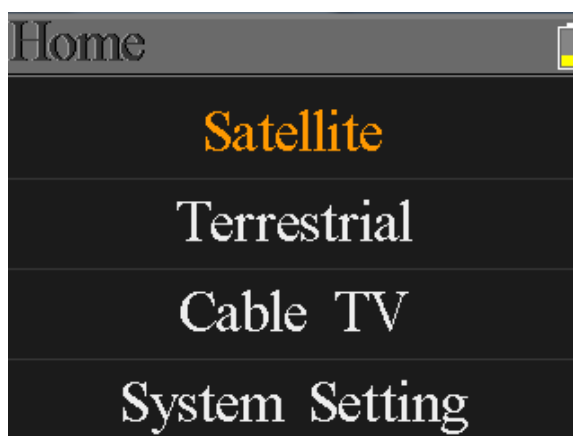 Home
Satellite
Terrestrial
Cable TV
System Setting